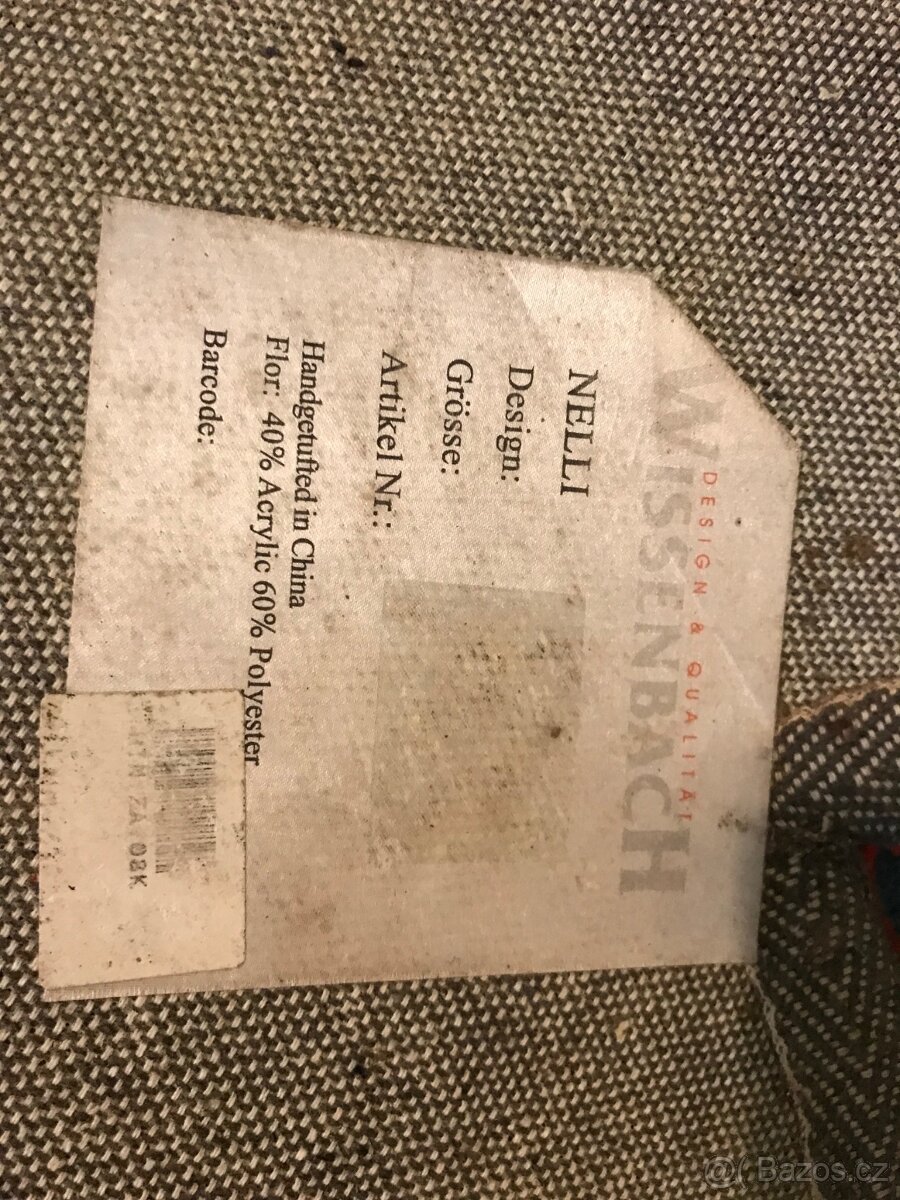 DESIGN & QUALITÄT
WISSENBACH
NELLI
Design:
Grösse:
Artikel Nr.:
Handgetufted in China
Flor: 40% Acrylic 60% Polyester
Barcode:
@( Bazos.cz